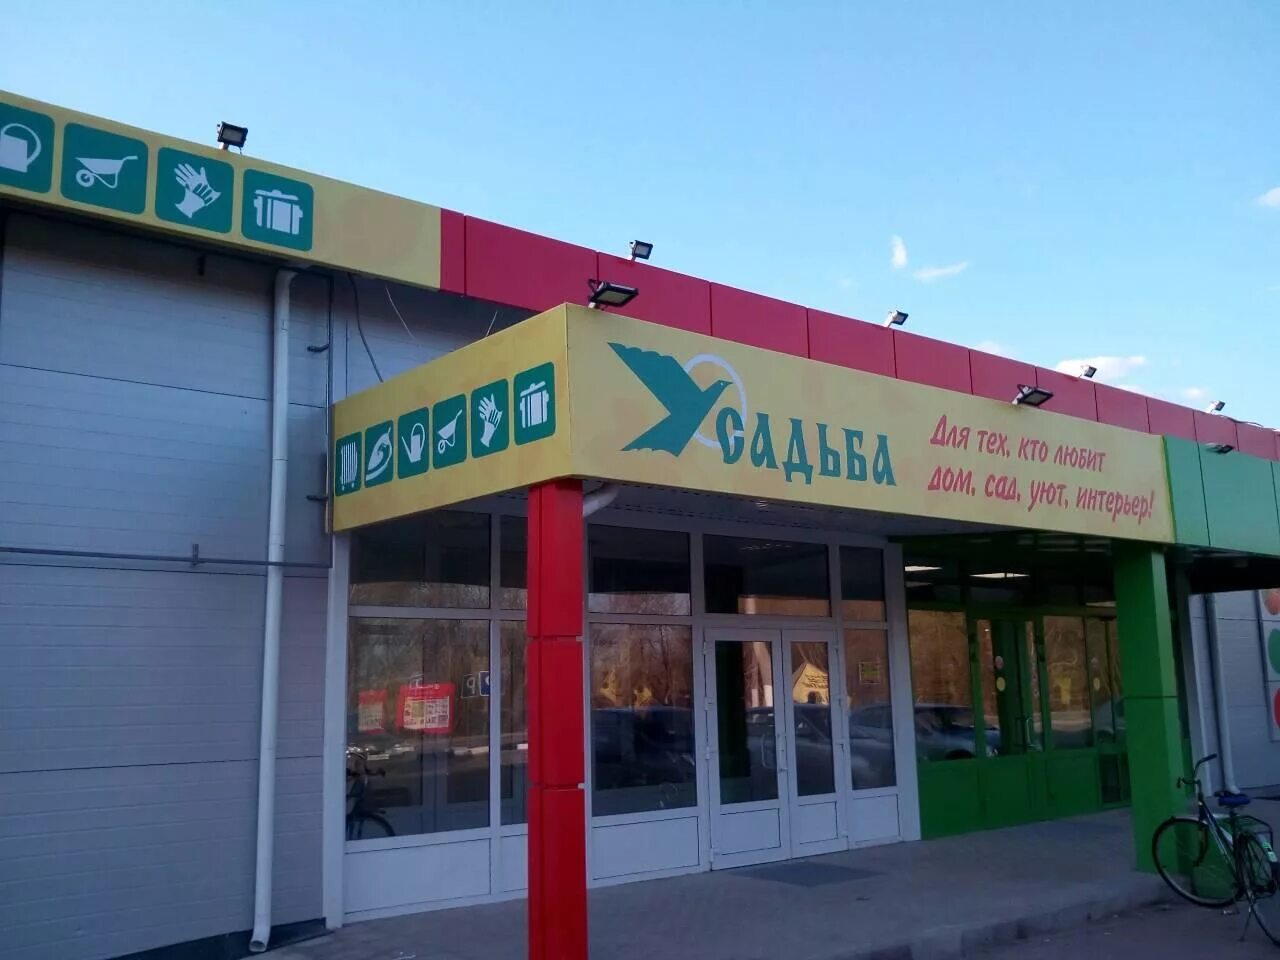 Усадьба
Для тех, кто любит
дом, сад, уют, интерьер!